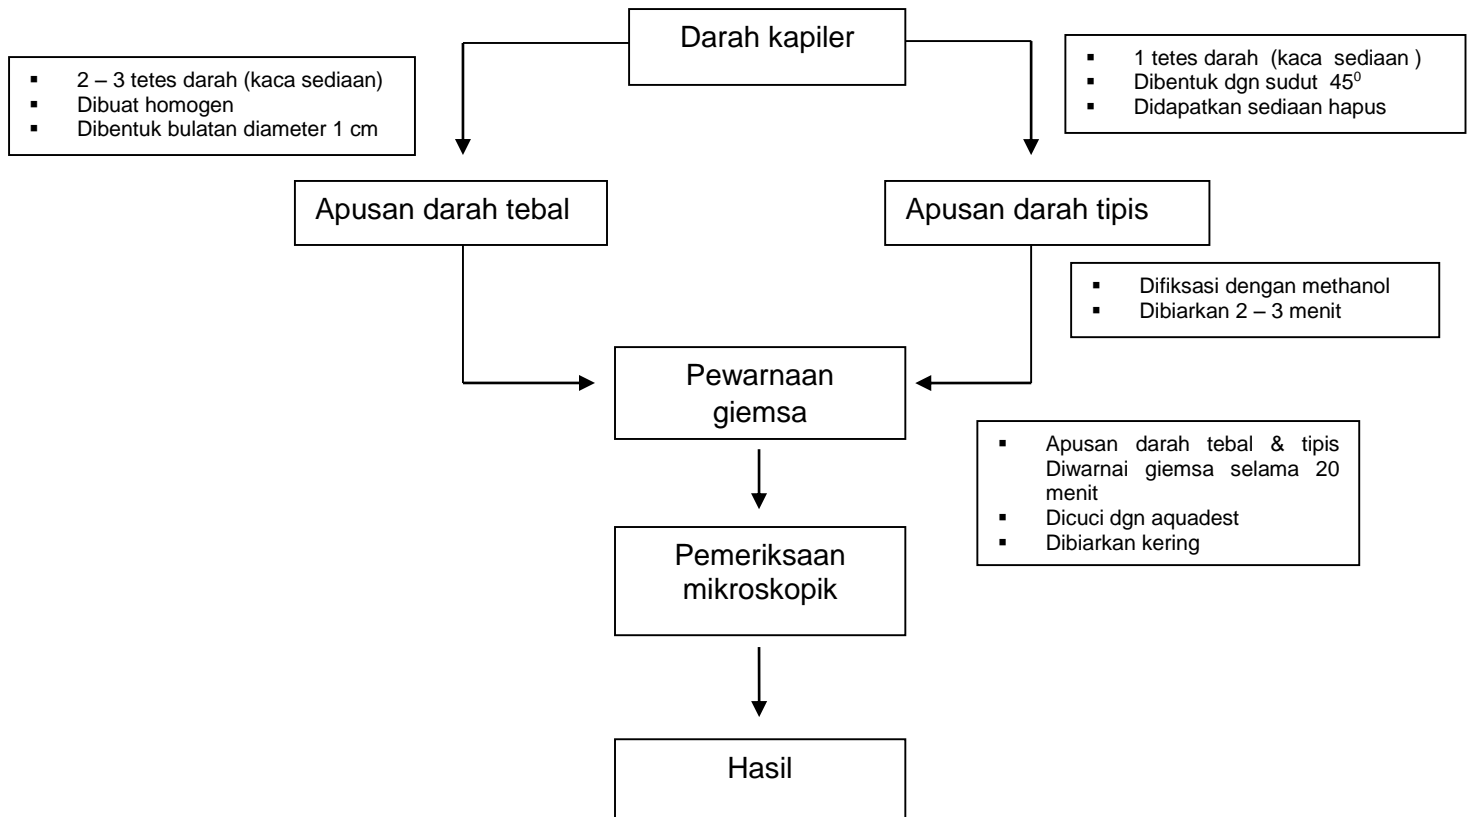 Darah kapiler
▪ 2 – 3 tetes darah (kaca sediaan)
▪ Dibuat homogen
▪ Dibentuk bulatan diameter 1 cm
▪ 1 tetes darah (kaca sediaan )
▪ Dibentuk dgn sudut 45⁰
▪ Didapatkan sediaan hapus
Apusan darah tebal
Apusan darah tipis
▪ Difiksasi dengan methanol
▪ Dibiarkan 2 – 3 menit
Pewarnaan
giemsa
▪ Apusan darah tebal & tipis
Diwarnai giemsa selama 20
menit
▪ Dicuci dgn aquadest
▪ Dibiarkan kering
Pemeriksaan
mikroskopik
Hasil